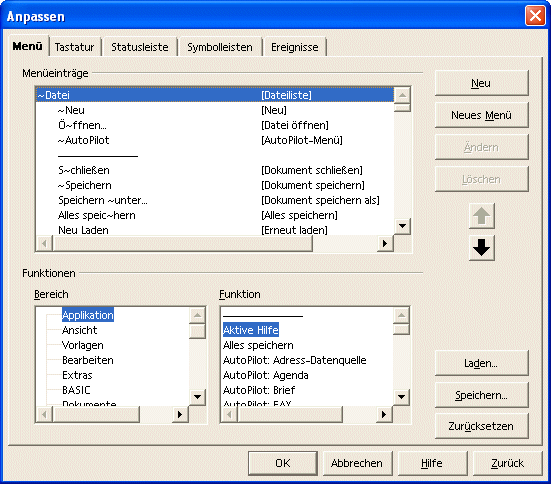 Anpassen
Menü Tastatur Statusleiste Symbolleisten Ereignisse
Menüeinträge
~Datei [Dateiliste]
~Neu [Neu]
Ö~ffnen... [Datei öffnen]
~AutoPilot [AutoPilot-Menü]
S~chließen [Dokument schließen]
~Speichern [Dokument speichern]
Speichern ~unter... [Dokument speichern als]
Alles speic~hern [Alles speichern]
Neu Laden [Erneut laden]
Neu
Neues Menü
Ändern
Löschen
Funktionen
Bereich
Applikation
Ansicht
Vorlagen
Bearbeiten
Extras
BASIC
Dokumente
Funktion
Aktive Hilfe
Alles speichern
AutoPilot: Adress-Datenquelle
AutoPilot: Agenda
AutoPilot: Brief
AutoPilot: FAX
Laden...
Speichern...
Zurücksetzen
OK Abbrechen Hilfe Zurück